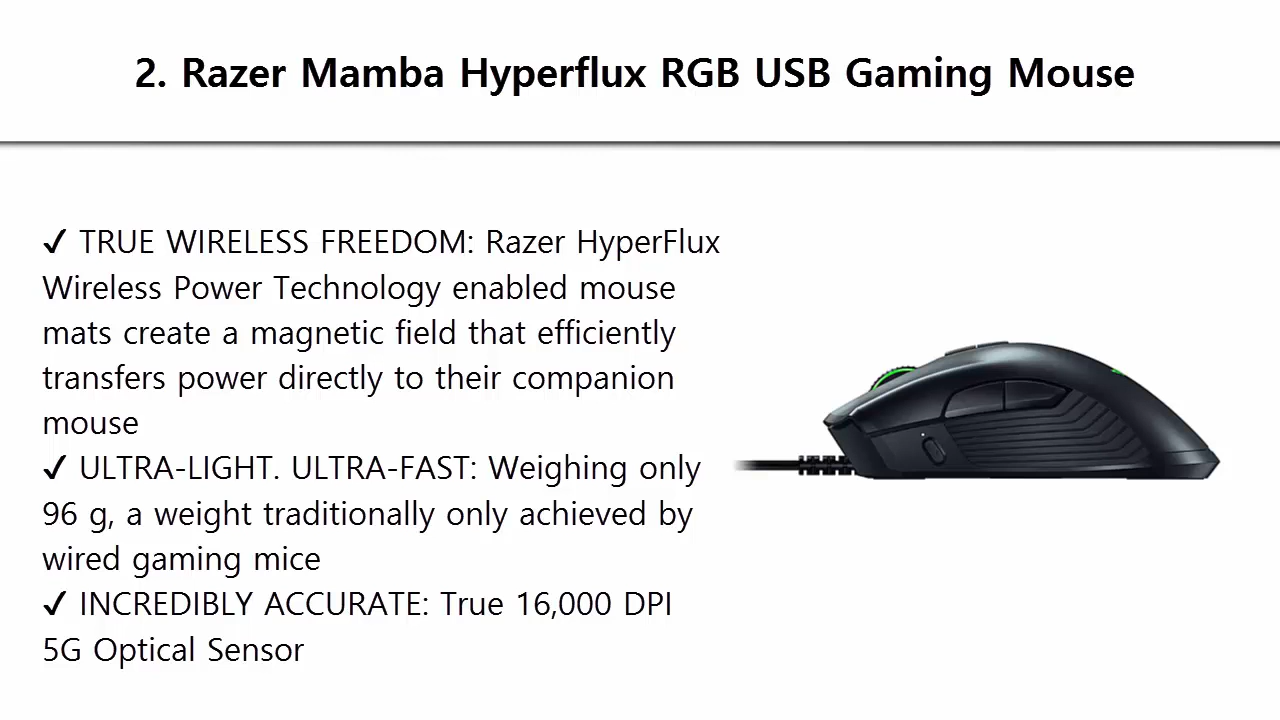 2. Razer Mamba Hyperflux RGB USB Gaming Mouse
✓ TRUE WIRELESS FREEDOM: Razer HyperFlux
Wireless Power Technology enabled mouse
mats create a magnetic field that efficiently
transfers power directly to their companion
mouse
✓ ULTRA-LIGHT. ULTRA-FAST: Weighing only
96 g, a weight traditionally only achieved by
wired gaming mice
✓ INCREDIBLY ACCURATE: True 16,000 DPI
5G Optical Sensor